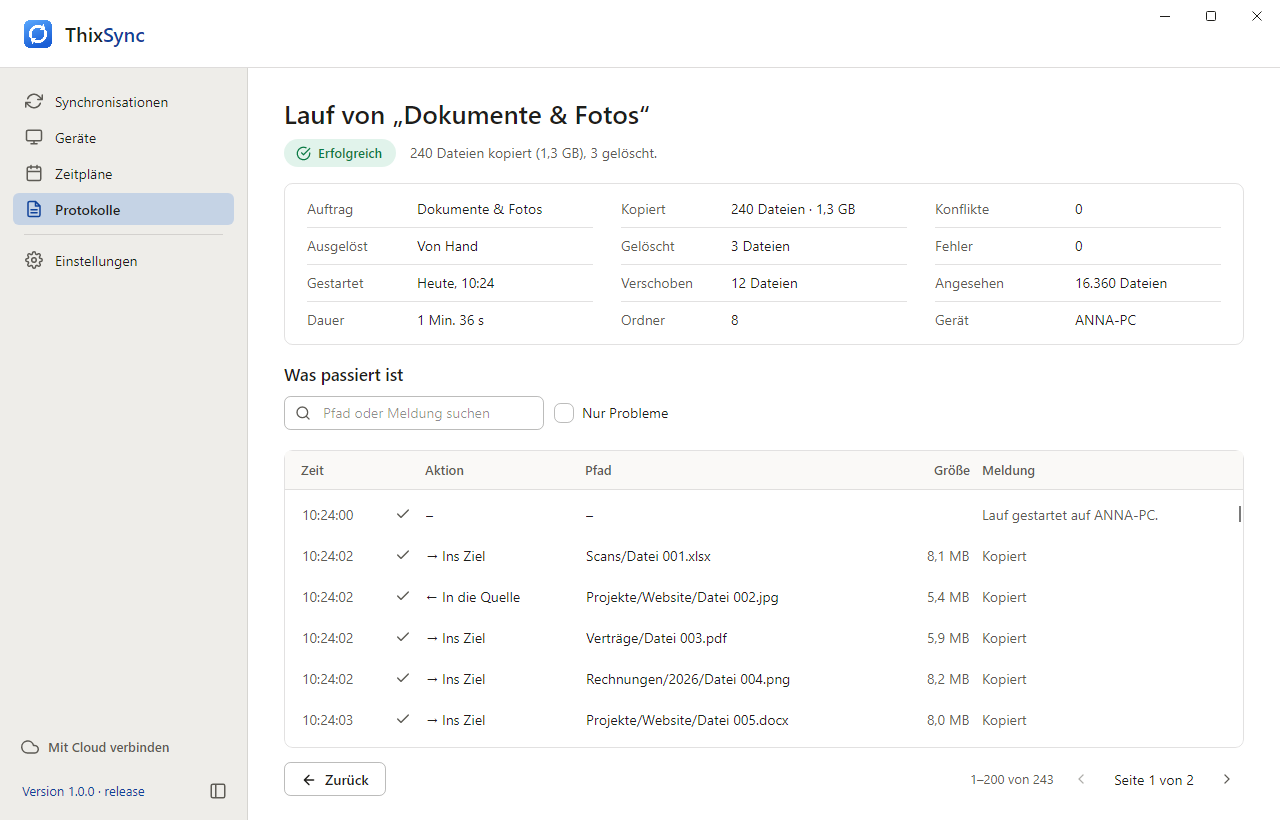 ThixSync
Synchronisationen
Geräte
Zeitpläne
Protokolle
Einstellungen
Mit Cloud verbinden
Version 1.0.0 · release
Lauf von „Dokumente & Fotos“
Erfolgreich 240 Dateien kopiert (1,3 GB), 3 gelöscht.
Auftrag Dokumente & Fotos Kopiert 240 Dateien · 1,3 GB Konflikte 0
Ausgelöst Von Hand Gelöscht 3 Dateien Fehler 0
Gestartet Heute, 10:24 Verschoben 12 Dateien Angesehen 16.360 Dateien
Dauer 1 Min. 36 s Ordner 8 Gerät ANNA-PC
Was passiert ist
Pfad oder Meldung suchen Nur Probleme
Zeit Aktion Pfad Größe Meldung
10:24:00 – – Lauf gestartet auf ANNA-PC.
10:24:02 → Ins Ziel Scans/Datei 001.xlsx 8,1 MB Kopiert
10:24:02 ← In die Quelle Projekte/Website/Datei 002.jpg 5,4 MB Kopiert
10:24:02 → Ins Ziel Verträge/Datei 003.pdf 5,9 MB Kopiert
10:24:02 → Ins Ziel Rechnungen/2026/Datei 004.png 8,2 MB Kopiert
10:24:03 → Ins Ziel Projekte/Website/Datei 005.docx 8,0 MB Kopiert
← Zurück 1–200 von 243 Seite 1 von 2